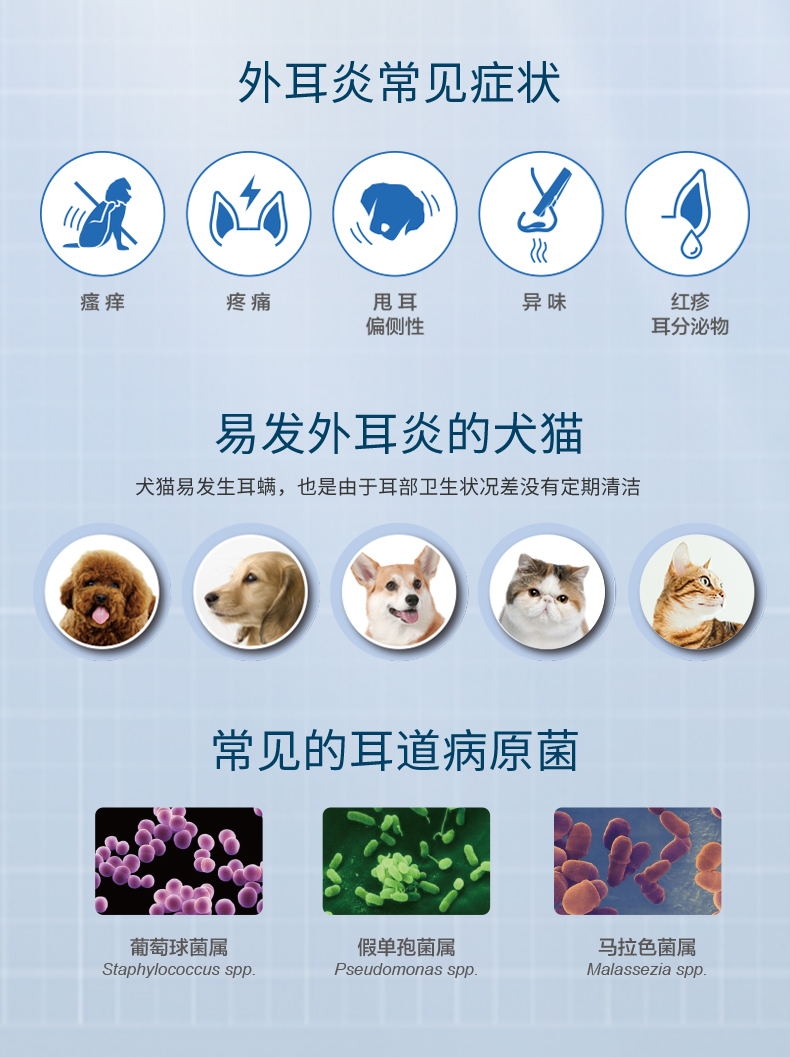 外耳炎常见症状
瘙痒
疼痛
甩耳
偏侧性
异味
红疹
耳分泌物
易发外耳炎的犬猫
犬猫易发生耳螨，也是由于耳部卫生状况差没有定期清洁
常见的耳道病原菌
葡萄球菌属
Staphylococcus spp.
假单孢菌属
Pseudomonas spp.
马拉色菌属
Malassezia spp.